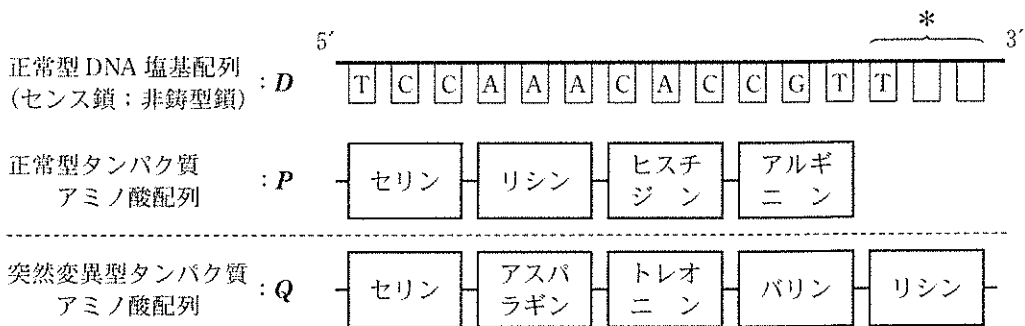 *
5′ 3′
正常型 DNA 塩基配列
(センス鎖;非鋳型鎖) : D T C C A A A C A C C G T T
正常型タンパク質
アミノ酸配列 : P セリン リシン ヒスチジン アルギニン
突然変異型タンパク質
アミノ酸配列 : Q セリン アスパラギン トレオニン バリン リシン